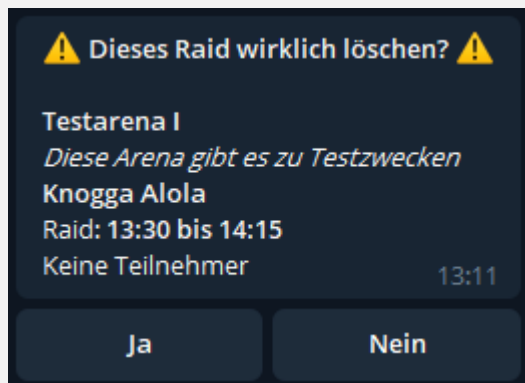 ⚠️ Dieses Raid wirklich löschen? ⚠️
Testarena I
Diese Arena gibt es zu Testzwecken
Knogga Alola
Raid: 13:30 bis 14:15
Keine Teilnehmer
13:11
Ja
Nein